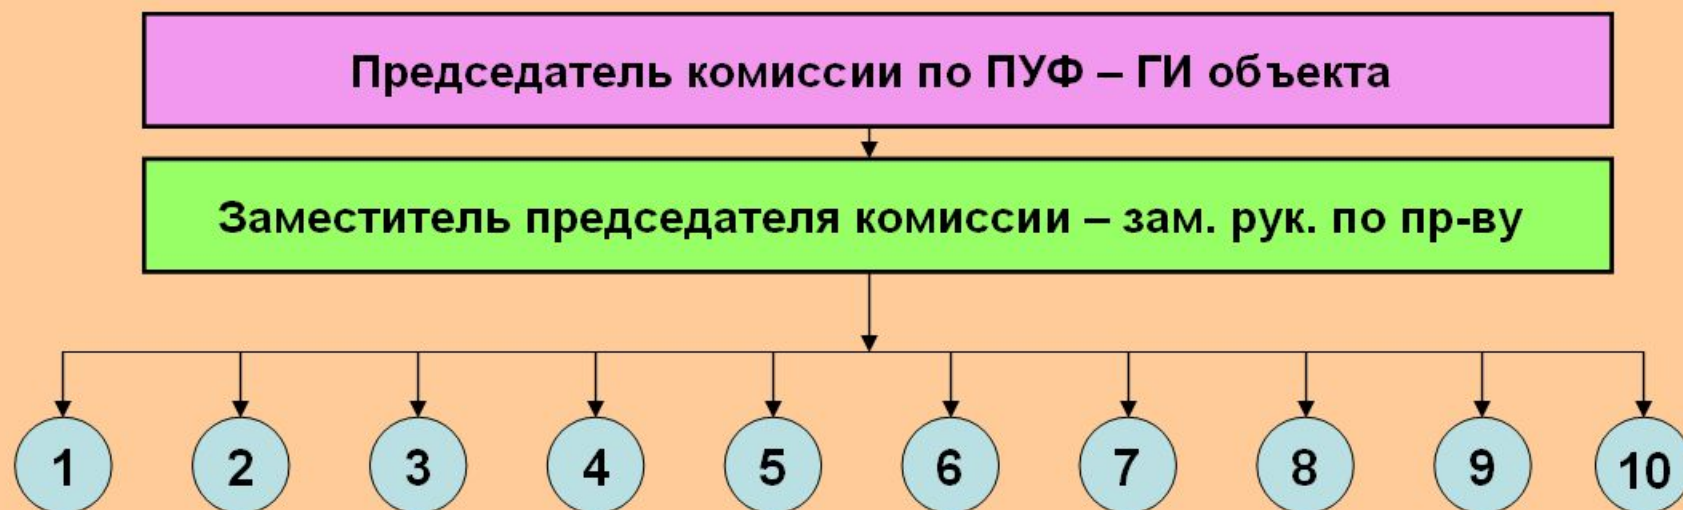 Председатель комиссии по ПУФ – ГИ объекта
Заместитель председателя комиссии – зам. рук. по пр-ву
1 2 3 4 5 6 7 8 9 10